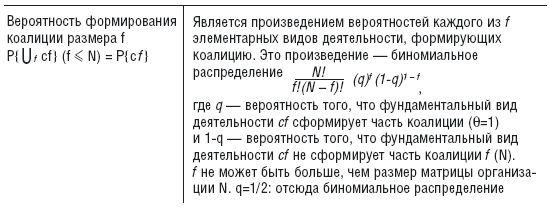 Вероятность формирования
коалиции размера f
P{⋃ f cf} (f ⩽ N) = P{cf}
Является произведением вероятностей каждого из f
элементарных видов деятельности, формирующих
коалицию. Это произведение — биномиальное
распределение N! / f!(N – f)! (q)^f (1-q)^1 – f,
где q — вероятность того, что фундаментальный вид
деятельности cf сформирует часть коалиции (θ=1)
и 1-q — вероятность того, что фундаментальный вид
деятельности cf не сформирует часть коалиции f (N).
f не может быть больше, чем размер матрицы организа-
ции N. q=1/2: отсюда биномиальное распределение